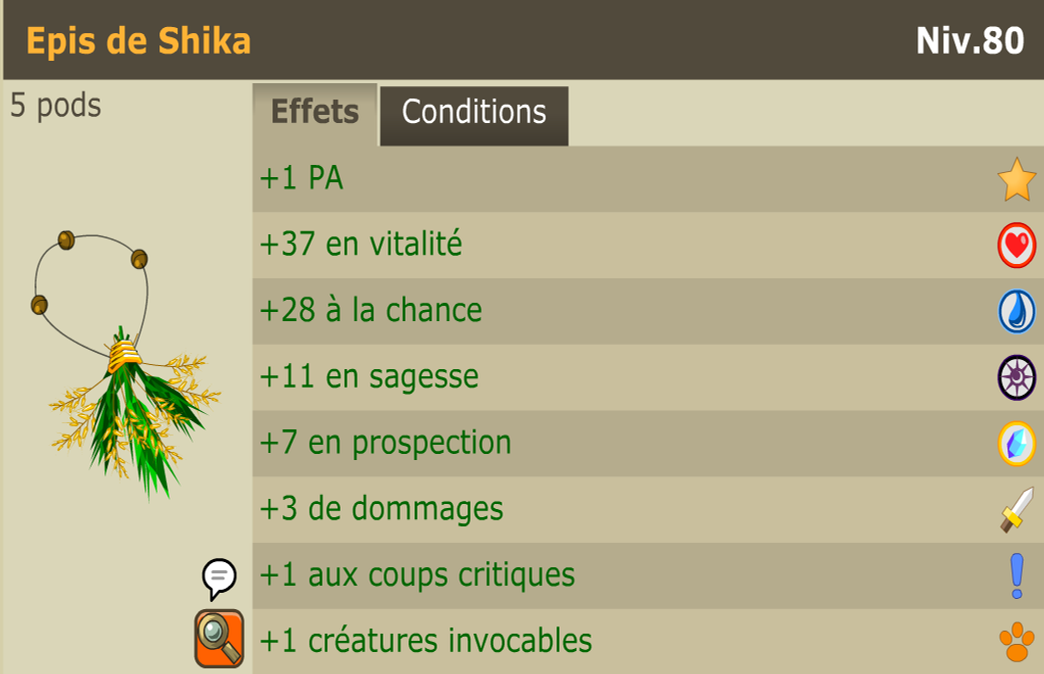 Epis de Shika
Niv.80
5 pods
Effets
Conditions
+1 PA
+37 en vitalité
+28 à la chance
+11 en sagesse
+7 en prospection
+3 de dommages
+1 aux coups critiques
+1 créatures invocables